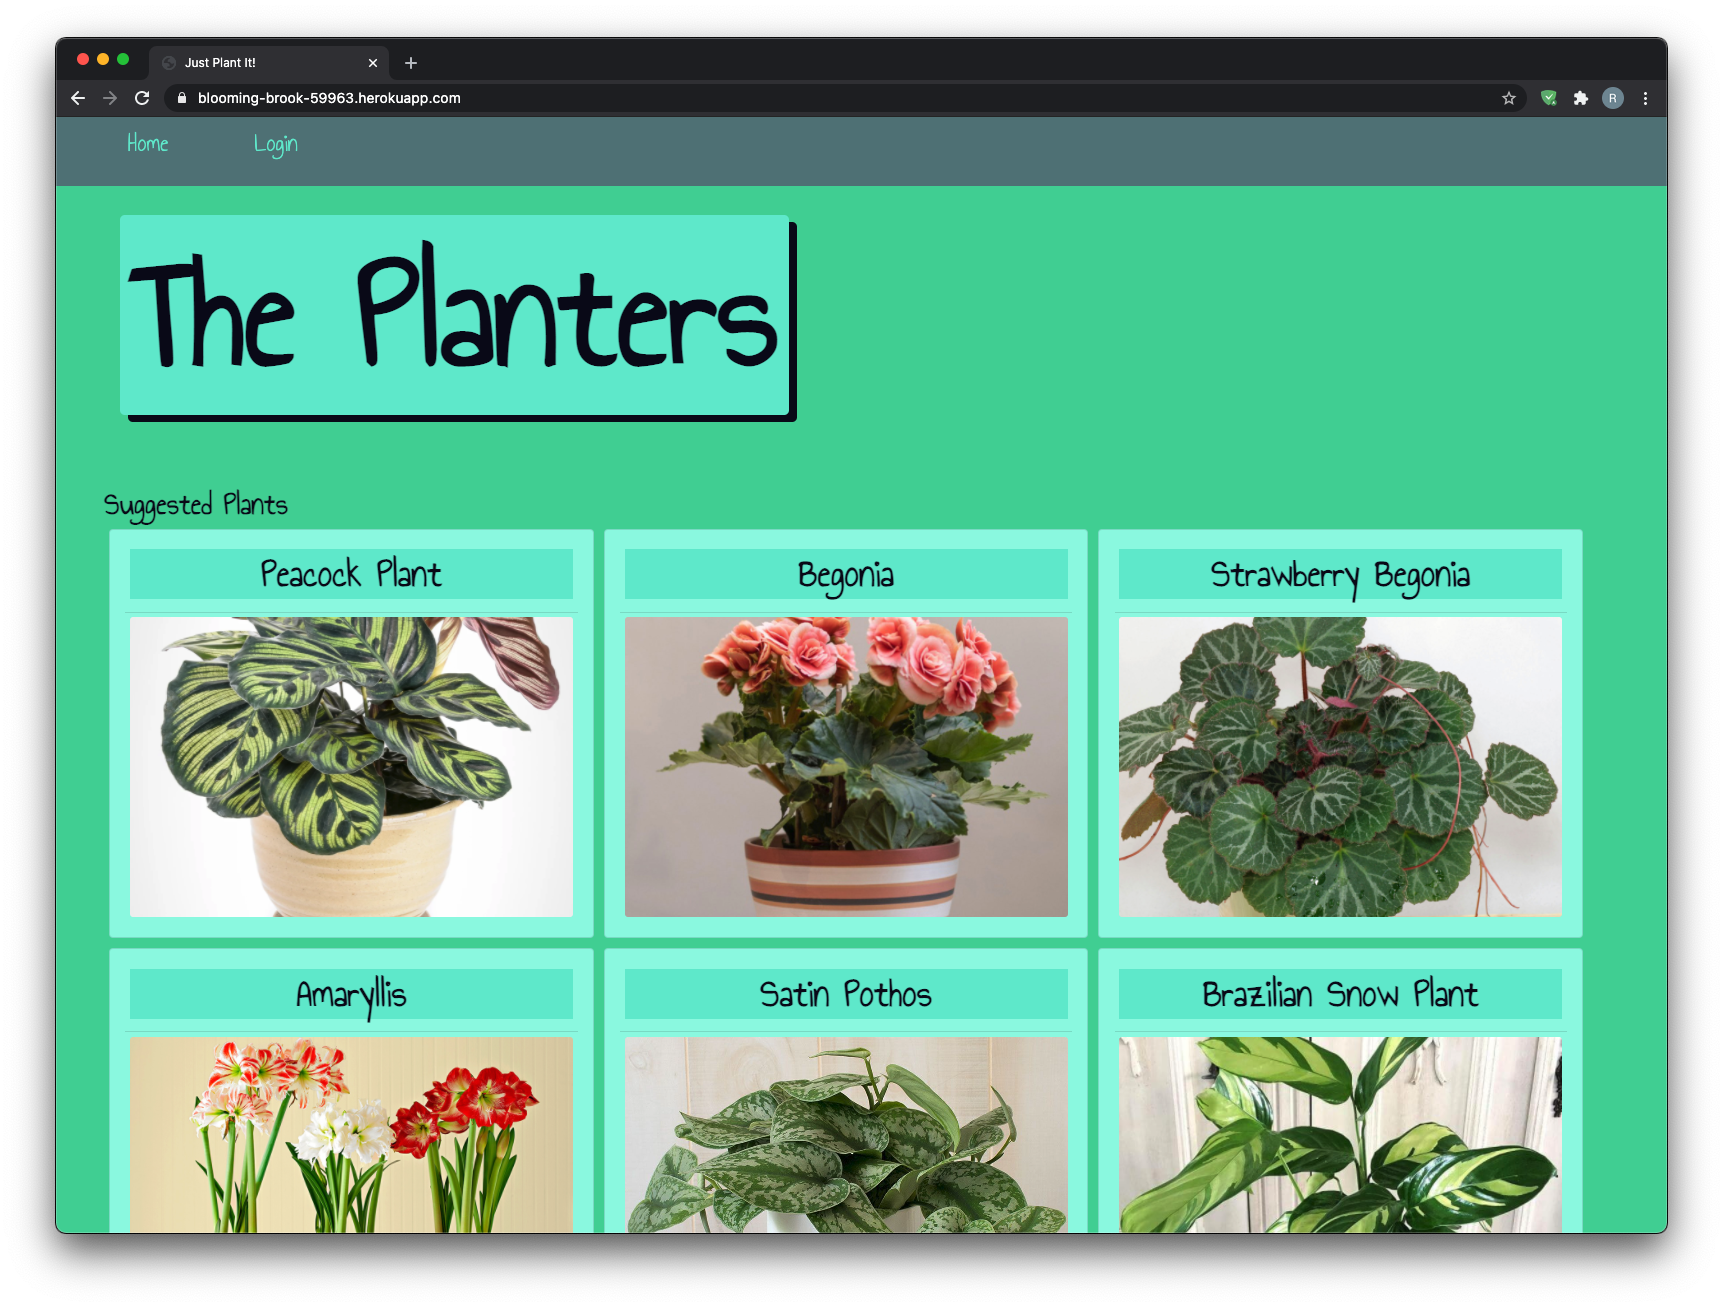 Just Plant It!
blooming-brook-59963.herokuapp.com
R
Home Login
The Planters
Suggested Plants
Peacock Plant
Begonia
Strawberry Begonia
Amaryllis
Satin Pothos
Brazilian Snow Plant